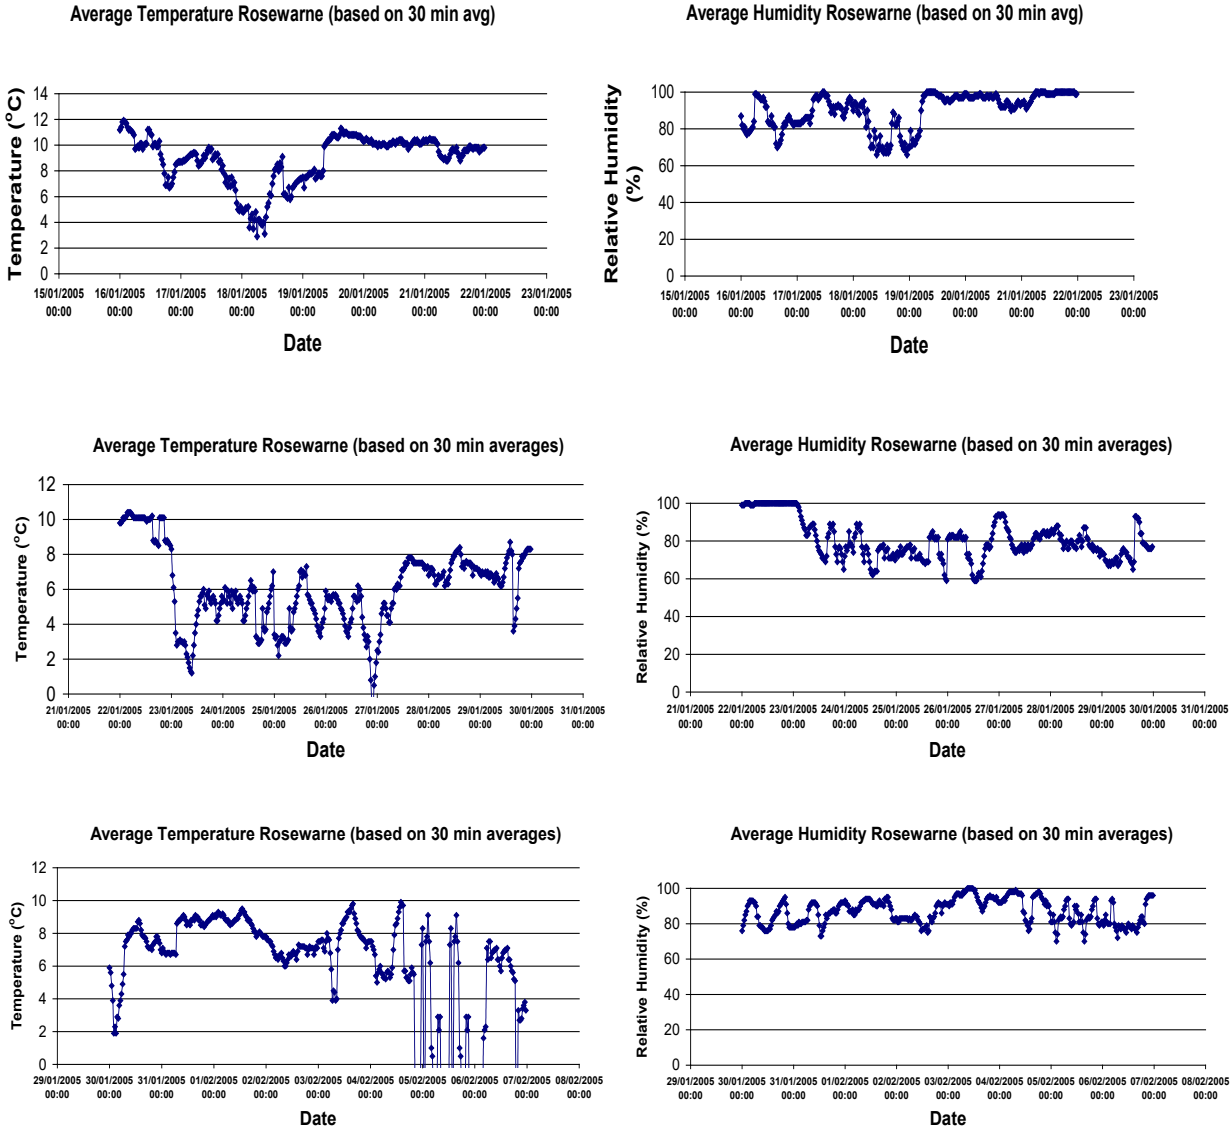 Average Temperature Rosewarne (based on 30 min avg)
14
12
10
8
6
4
2
0
Temperature (°C)
15/01/2005 16/01/2005 17/01/2005 18/01/2005 19/01/2005 20/01/2005 21/01/2005 22/01/2005 23/01/2005
00:00 00:00 00:00 00:00 00:00 00:00 00:00 00:00 00:00
Date
Average Humidity Rosewarne (based on 30 min avg)
100
80
60
40
20
0
Relative Humidity
(%)
15/01/2005 16/01/2005 17/01/2005 18/01/2005 19/01/2005 20/01/2005 21/01/2005 22/01/2005 23/01/2005
00:00 00:00 00:00 00:00 00:00 00:00 00:00 00:00 00:00
Date
Average Temperature Rosewarne (based on 30 min averages)
12
10
8
6
4
2
0
Temperature (°C)
21/01/2005 22/01/2005 23/01/2005 24/01/2005 25/01/2005 26/01/2005 27/01/2005 28/01/2005 29/01/2005 30/01/2005 31/01/2005
00:00 00:00 00:00 00:00 00:00 00:00 00:00 00:00 00:00 00:00 00:00
Date
Average Humidity Rosewarne (based on 30 min averages)
100
80
60
40
20
0
Relative Humidity (%)
21/01/2005 22/01/2005 23/01/2005 24/01/2005 25/01/2005 26/01/2005 27/01/2005 28/01/2005 29/01/2005 30/01/2005 31/01/2005
00:00 00:00 00:00 00:00 00:00 00:00 00:00 00:00 00:00 00:00 00:00
Date
Average Temperature Rosewarne (based on 30 min averages)
12
10
8
6
4
2
0
Temperature (°C)
29/01/2005 30/01/2005 31/01/2005 01/02/2005 02/02/2005 03/02/2005 04/02/2005 05/02/2005 06/02/2005 07/02/2005 08/02/2005
00:00 00:00 00:00 00:00 00:00 00:00 00:00 00:00 00:00 00:00 00:00
Date
Average Humidity Rosewarne (based on 30 min averages)
100
80
60
40
20
0
Relative Humidity (%)
29/01/2005 30/01/2005 31/01/2005 01/02/2005 02/02/2005 03/02/2005 04/02/2005 05/02/2005 06/02/2005 07/02/2005 08/02/2005
00:00 00:00 00:00 00:00 00:00 00:00 00:00 00:00 00:00 00:00 00:00
Date